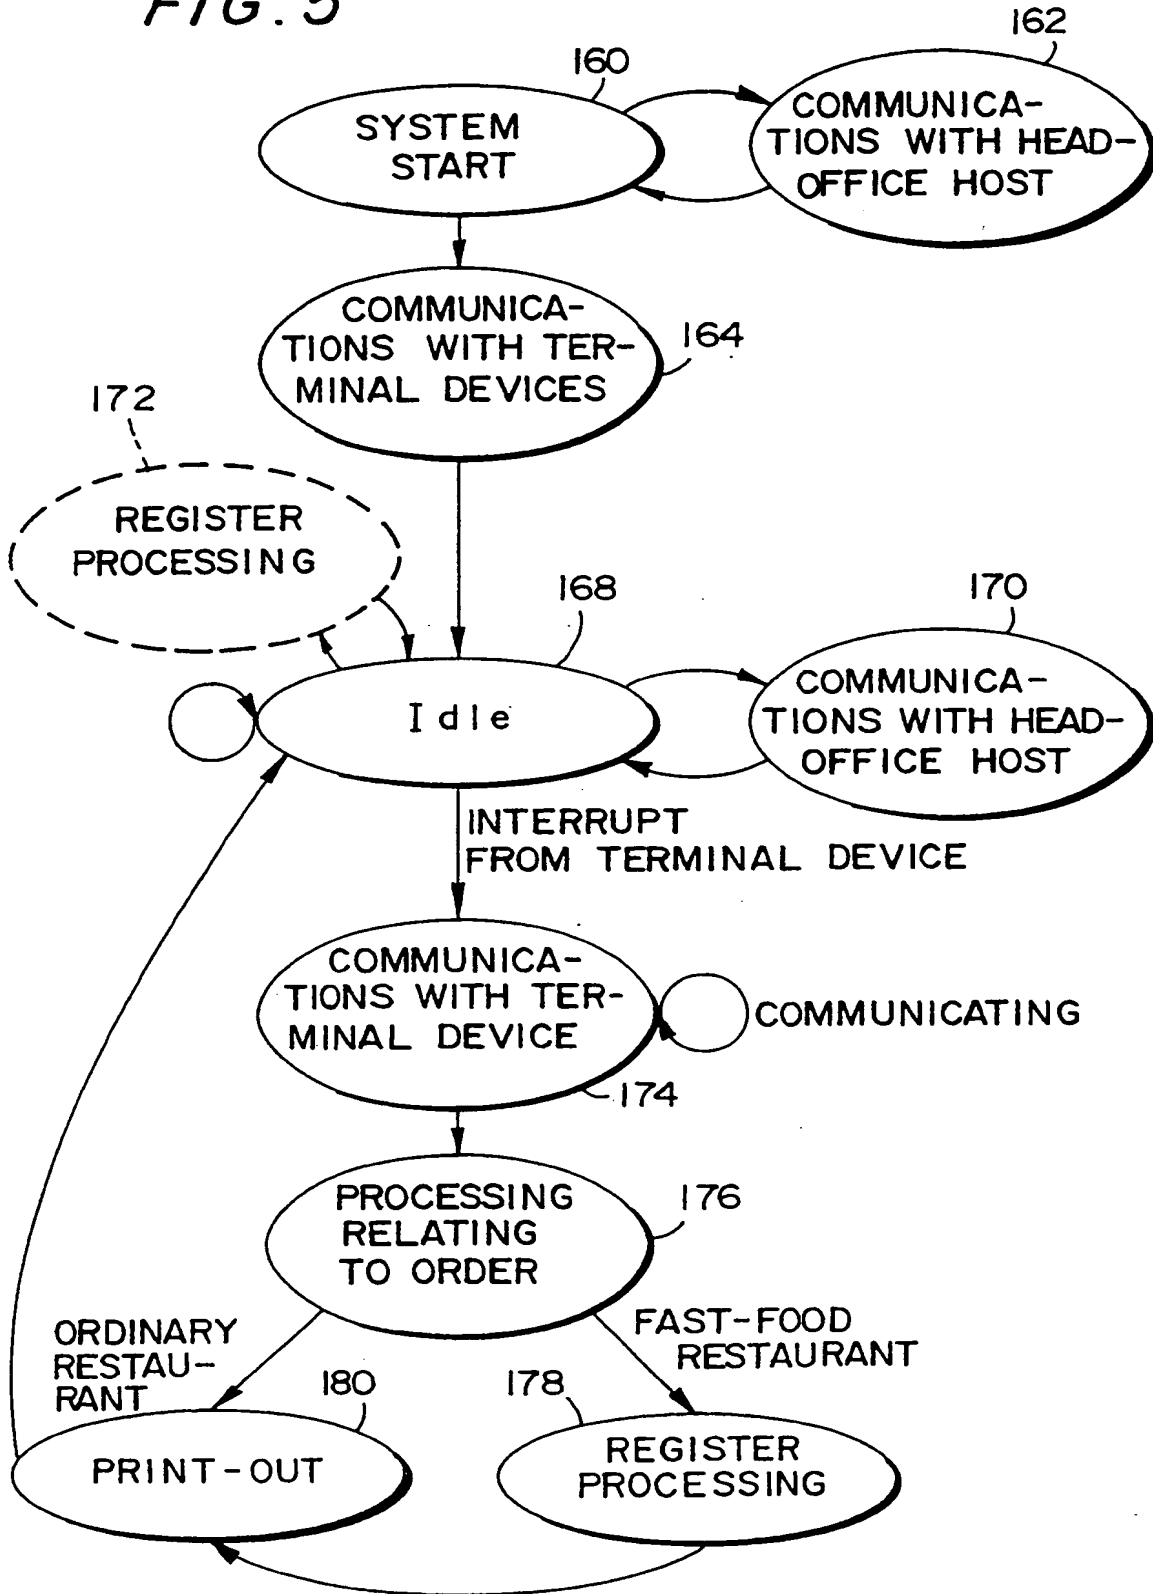 FIG. 5
160
162
SYSTEM
START
COMMUNICA-
TIONS WITH HEAD-
OFFICE HOST
COMMUNICA-
TIONS WITH TER-
MINAL DEVICES
164
172
REGISTER
PROCESSING
168
170
Idle
COMMUNICA-
TIONS WITH HEAD-
OFFICE HOST
INTERRUPT
FROM TERMINAL DEVICE
COMMUNICA-
TIONS WITH TER-
MINAL DEVICE
COMMUNICATING
174
PROCESSING
RELATING
TO ORDER
176
ORDINARY
RESTAU-
RANT
FAST-FOOD
RESTAURANT
180
178
PRINT-OUT
REGISTER
PROCESSING